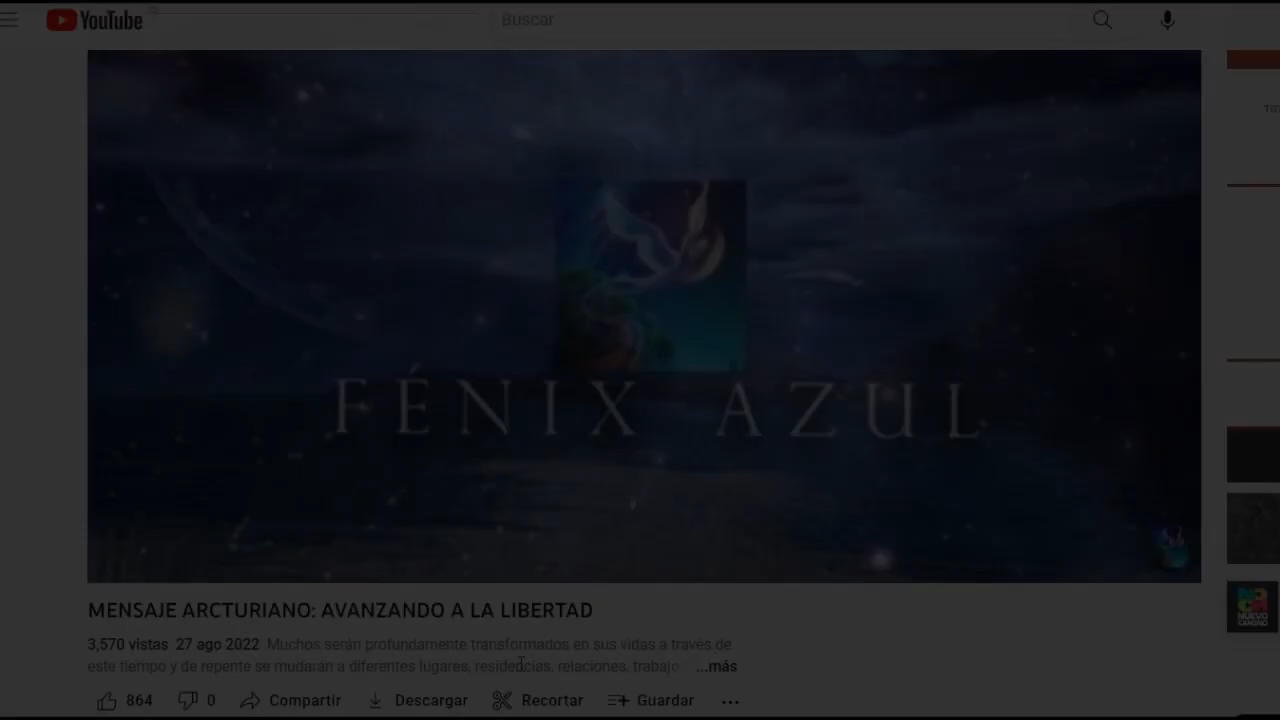 YouTube
Buscar
FÉNIX AZUL
MENSAJE ARCTURIANO: AVANZANDO A LA LIBERTAD
3,570 vistas 27 ago 2022 Muchos serán profundamente transformados en sus vidas a través de
este tiempo y de repente se mudarán a diferentes lugares, residencias, relaciones, trabajo ...más
864 0 Compartir Descargar Recortar Guardar
NUEVO
CAMINO